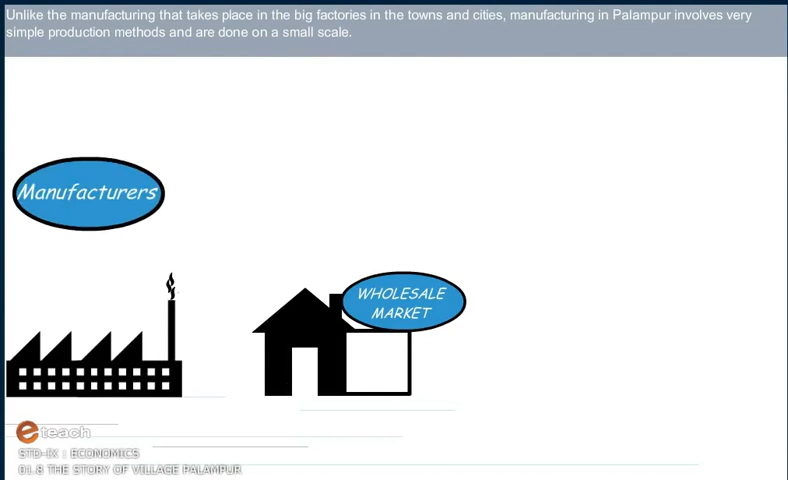 Unlike the manufacturing that takes place in the big factories in the towns and cities, manufacturing in Palampur involves very
simple production methods and are done on a small scale.
Manufacturers
WHOLESALE
MARKET
e-teach
STD-IX : ECONOMICS
01.8 THE STORY OF VILLAGE PALAMPUR